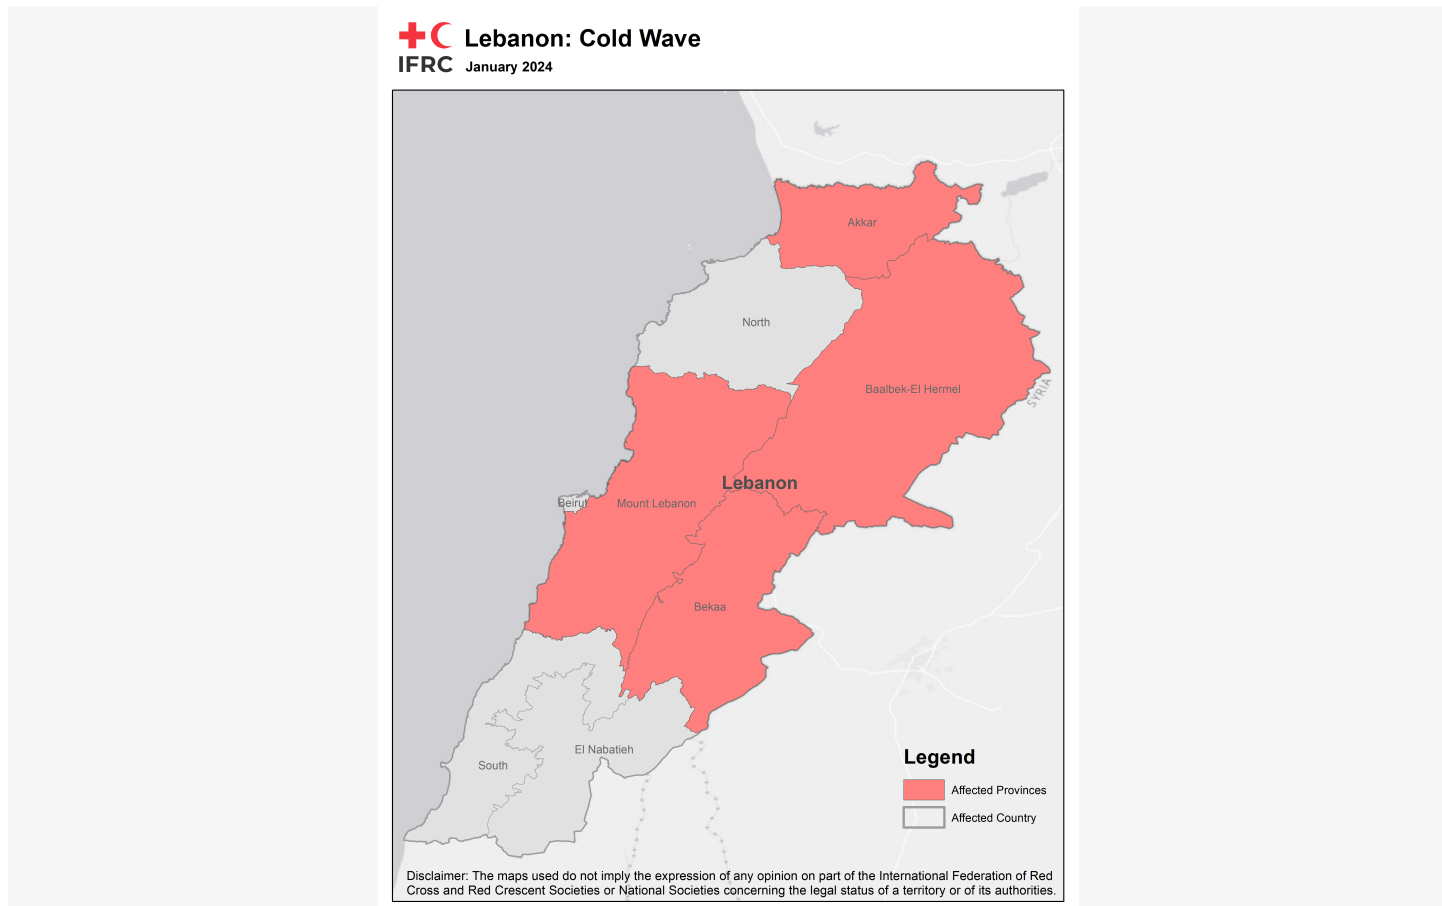 Lebanon: Cold Wave
IFRC
January 2024
Akkar
North
Baalbek-El Hermel
SYRIA
Lebanon
Beirut
Mount Lebanon
Bekaa
El Nabatieh
South
Legend
Affected Provinces
Affected Country
Disclaimer: The maps used do not imply the expression of any opinion on part of the International Federation of Red
Cross and Red Crescent Societies or National Societies concerning the legal status of a territory or of its authorities.